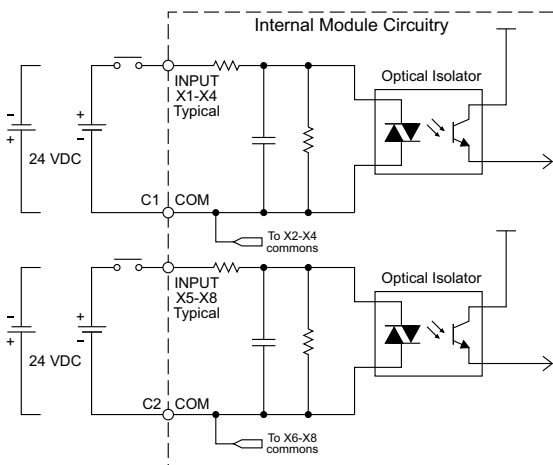 Internal Module Circuitry
INPUT
X1-X4
Typical
Optical Isolator
-
+
+
-
24 VDC
C1 COM
To X2-X4
commons
INPUT
X5-X8
Typical
Optical Isolator
-
+
+
-
24 VDC
C2 COM
To X6-X8
commons